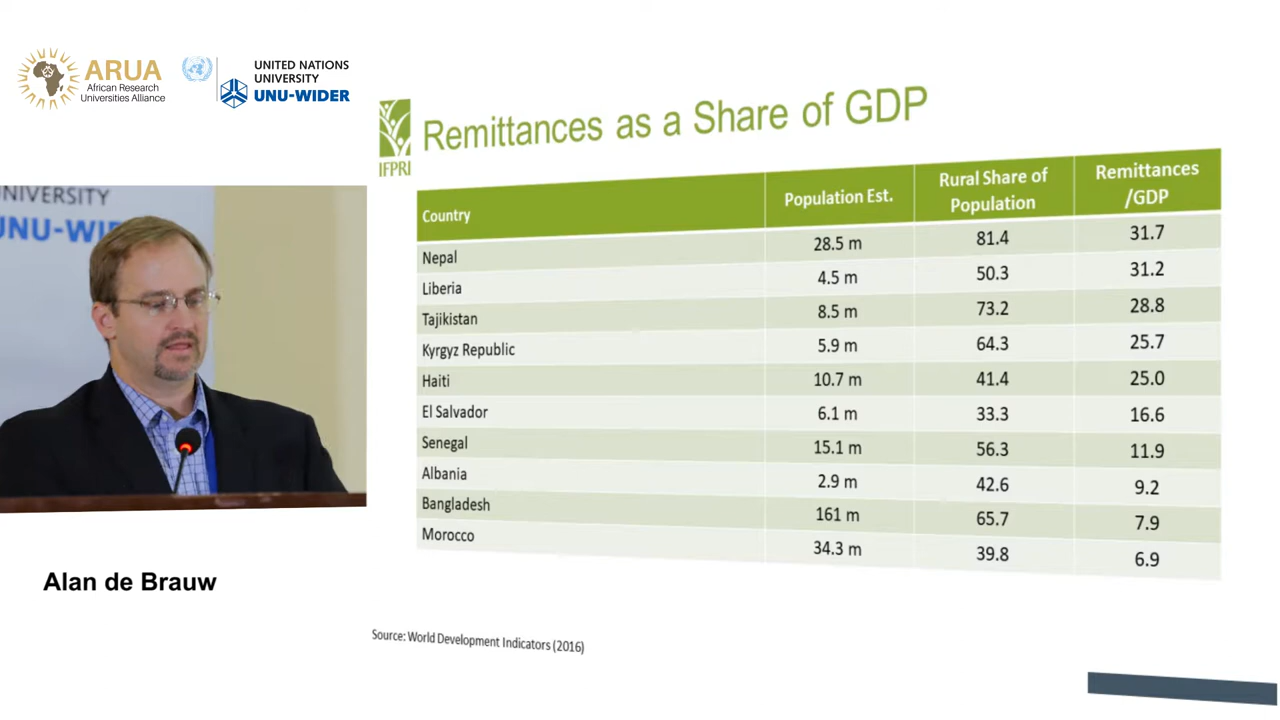 ARUA
African Research
Universities Alliance
UNITED NATIONS
UNIVERSITY
UNU-WIDER
IFPRI
Remittances as a Share of GDP
Country Population Est. Rural Share of Population Remittances /GDP
Nepal 28.5 m 81.4 31.7
Liberia 4.5 m 50.3 31.2
Tajikistan 8.5 m 73.2 28.8
Kyrgyz Republic 5.9 m 64.3 25.7
Haiti 10.7 m 41.4 25.0
El Salvador 6.1 m 33.3 16.6
Senegal 15.1 m 56.3 11.9
Albania 2.9 m 42.6 9.2
Bangladesh 161 m 65.7 7.9
Morocco 34.3 m 39.8 6.9
NIVERSITY
UNU-WID
Alan de Brauw
Source: World Development Indicators (2016)